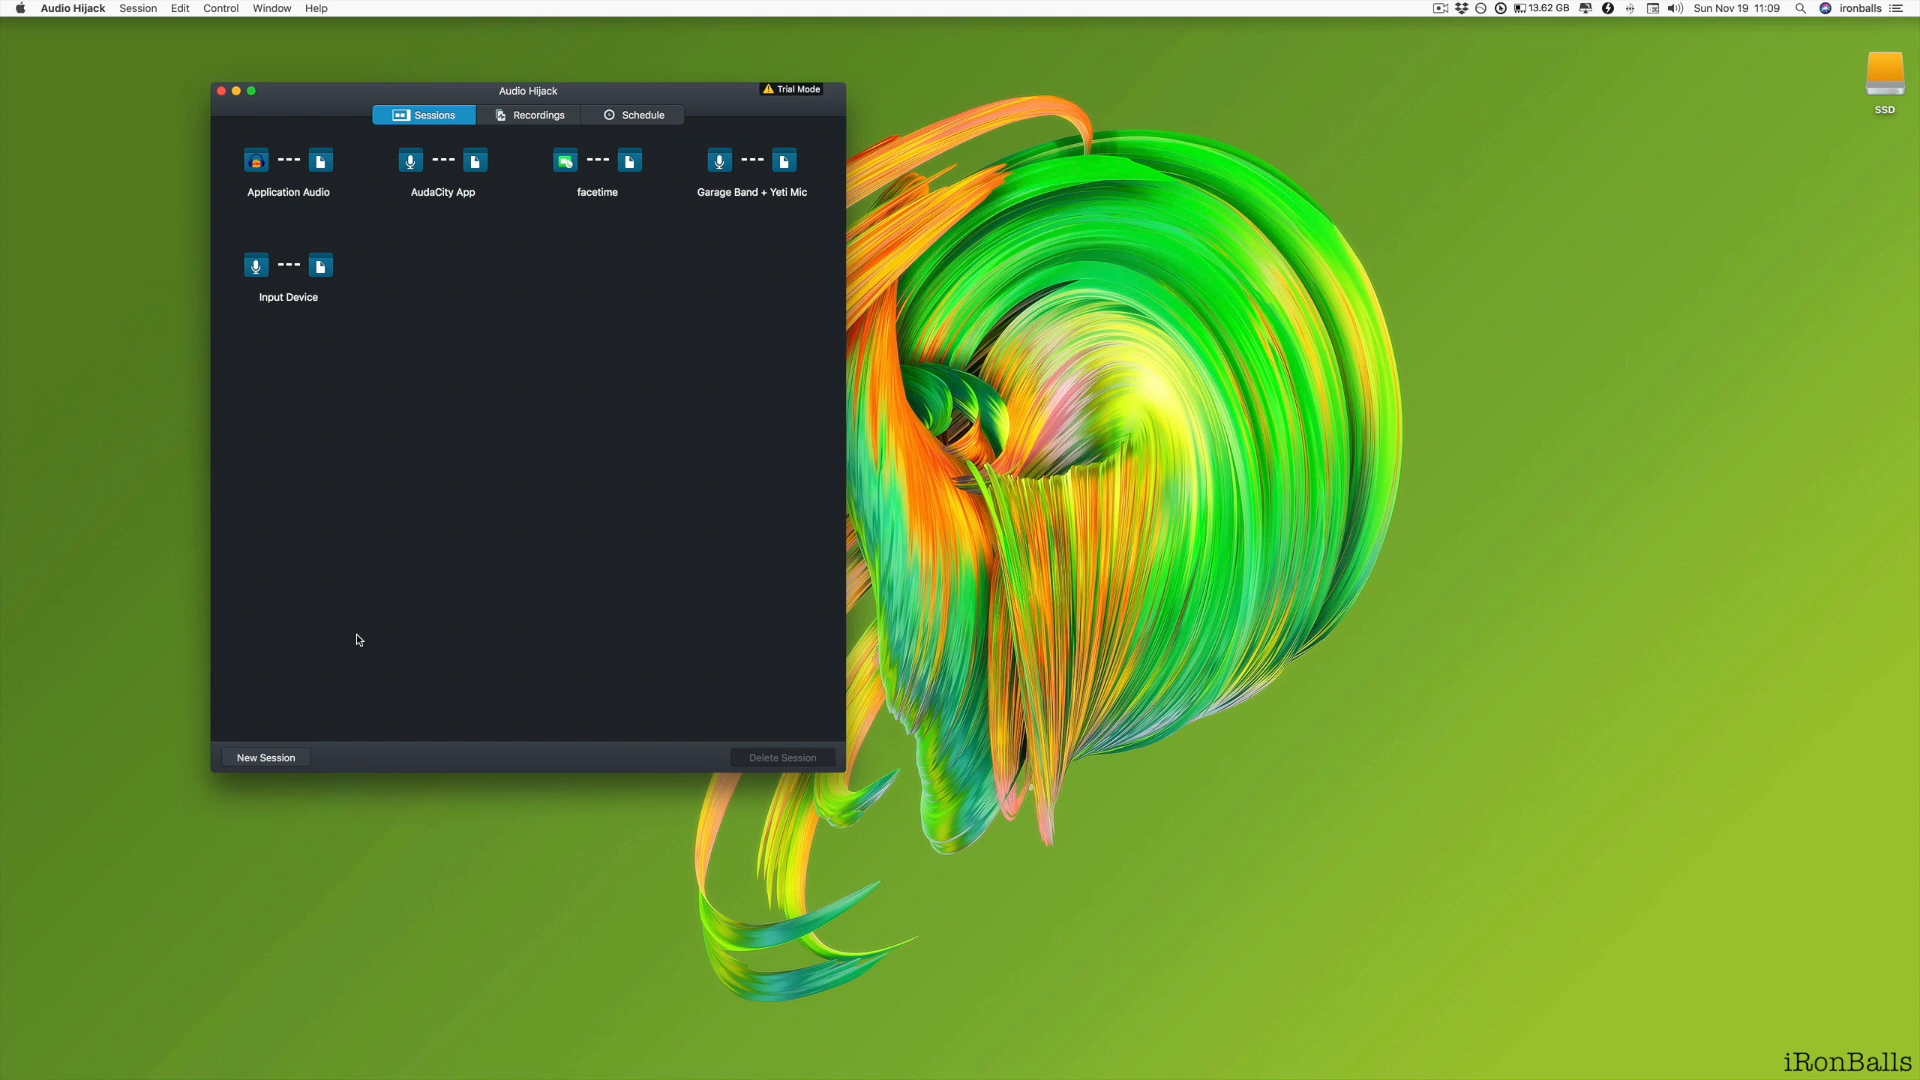 Audio Hijack Session Edit Control Window Help 13.62 GB Sun Nov 19 11:09 ironballs
Audio Hijack Trial Mode
Sessions Recordings Schedule
Application Audio AudaCity App facetime Garage Band + Yeti Mic
Input Device
New Session Delete Session
SSD
iRonBalls